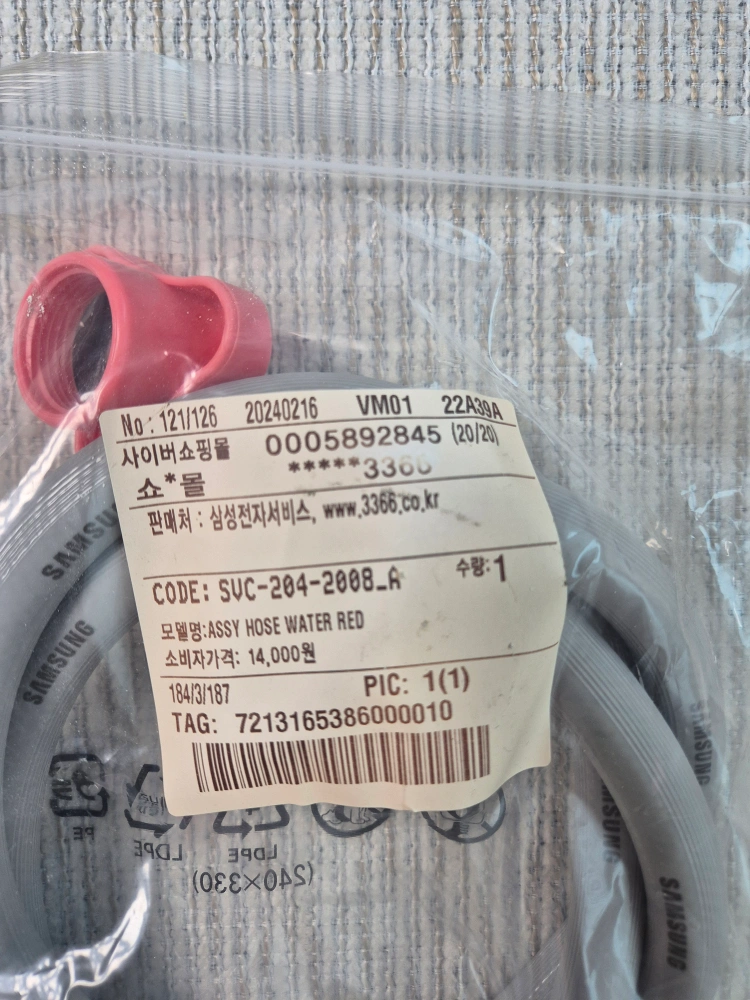 No : 121/126 20240216 VM01 22A39A
사이버쇼핑몰 0005892845 (20/20)
쇼*몰 *****3366
판매처 : 삼성전자서비스, www.3366.co.kr
CODE: SVC-204-2008_A 수량:1
모델명:ASSY HOSE WATER RED
소비자가격: 14,000원
184/3/187 PIC: 1(1)
TAG: 7213165386000010
SAMSUNG
SAMSUNG
SAMSUNG
SAMSUNG
SAMSUNG
PE
LDPE
LDPE
(240×330)